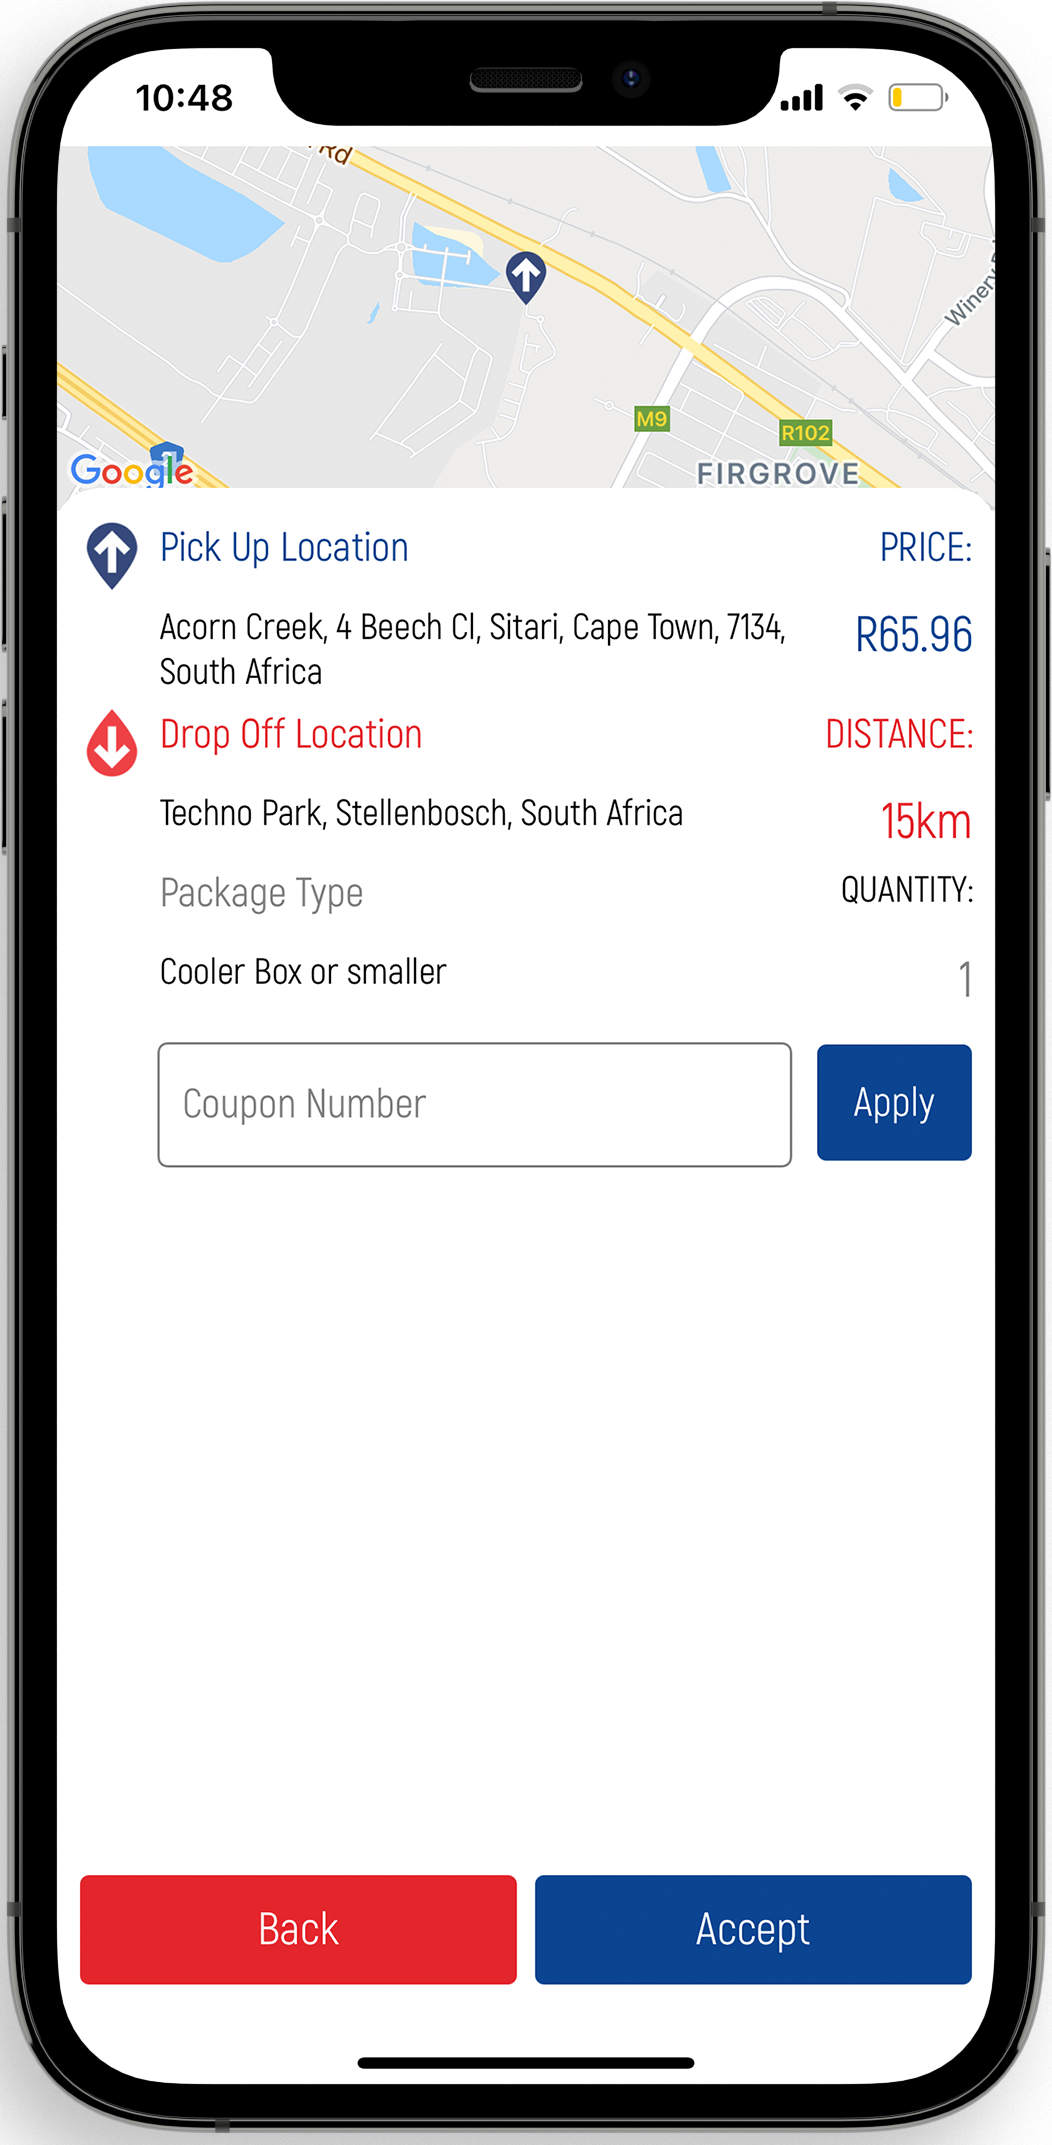 10:48
Rd
Winery
M9
R102
FIRGROVE
Google
Pick Up Location
PRICE:
Acorn Creek, 4 Beech Cl, Sitari, Cape Town, 7134,
South Africa
R65.96
Drop Off Location
DISTANCE:
Techno Park, Stellenbosch, South Africa
15km
Package Type
QUANTITY:
Cooler Box or smaller
1
Coupon Number
Apply
Back
Accept